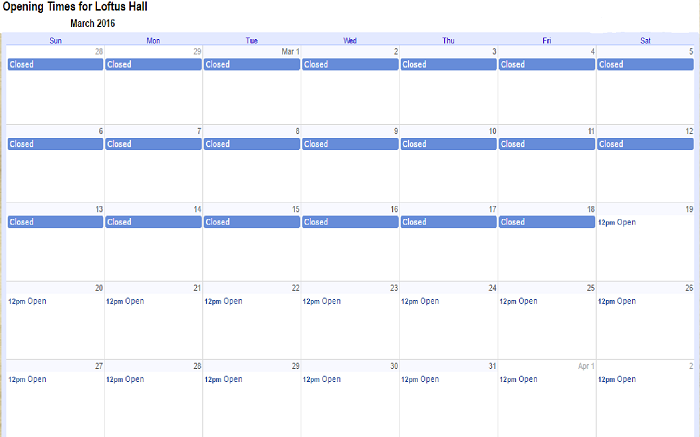 Opening Times for Loftus Hall
March 2016
Sun Mon Tue Wed Thu Fri Sat
28 29 Mar 1 2 3 4 5
Closed Closed Closed Closed Closed Closed Closed
6 7 8 9 10 11 12
Closed Closed Closed Closed Closed Closed Closed
13 14 15 16 17 18 19
Closed Closed Closed Closed Closed Closed 12pm Open
20 21 22 23 24 25 26
12pm Open 12pm Open 12pm Open 12pm Open 12pm Open 12pm Open 12pm Open
27 28 29 30 31 Apr 1 2
12pm Open 12pm Open 12pm Open 12pm Open 12pm Open 12pm Open 12pm Open